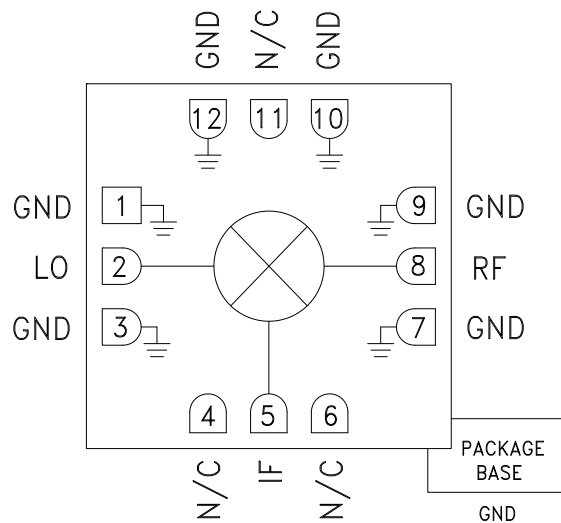 GND
N/C
GND
12
11
10
GND
1
9
GND
LO
2
8
RF
GND
3
7
GND
4
5
6
N/C
IF
N/C
PACKAGE
BASE
GND